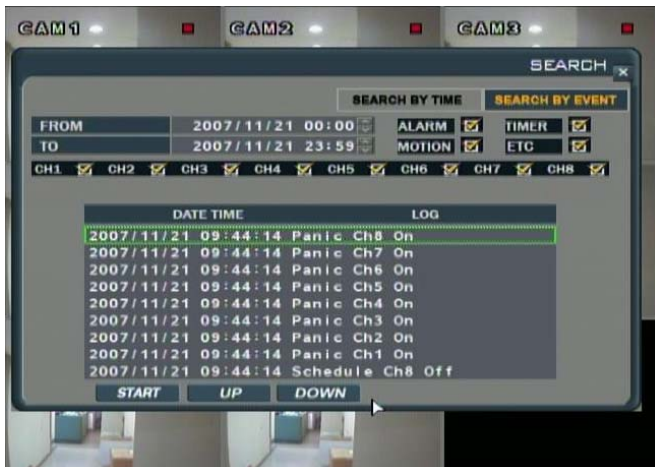 CAM1 CAM2 CAM3
SEARCH
SEARCH BY TIME SEARCH BY EVENT
FROM 2007/11/21 00:00 ALARM TIMER
TO 2007/11/21 23:59 MOTION ETC
CH1 CH2 CH3 CH4 CH5 CH6 CH7 CH8
DATE TIME LOG
2007/11/21 09:44:14 Panic Ch8 On
2007/11/21 09:44:14 Panic Ch7 On
2007/11/21 09:44:14 Panic Ch6 On
2007/11/21 09:44:14 Panic Ch5 On
2007/11/21 09:44:14 Panic Ch4 On
2007/11/21 09:44:14 Panic Ch3 On
2007/11/21 09:44:14 Panic Ch2 On
2007/11/21 09:44:14 Panic Ch1 On
2007/11/21 09:44:14 Schedule Ch8 Off
START UP DOWN